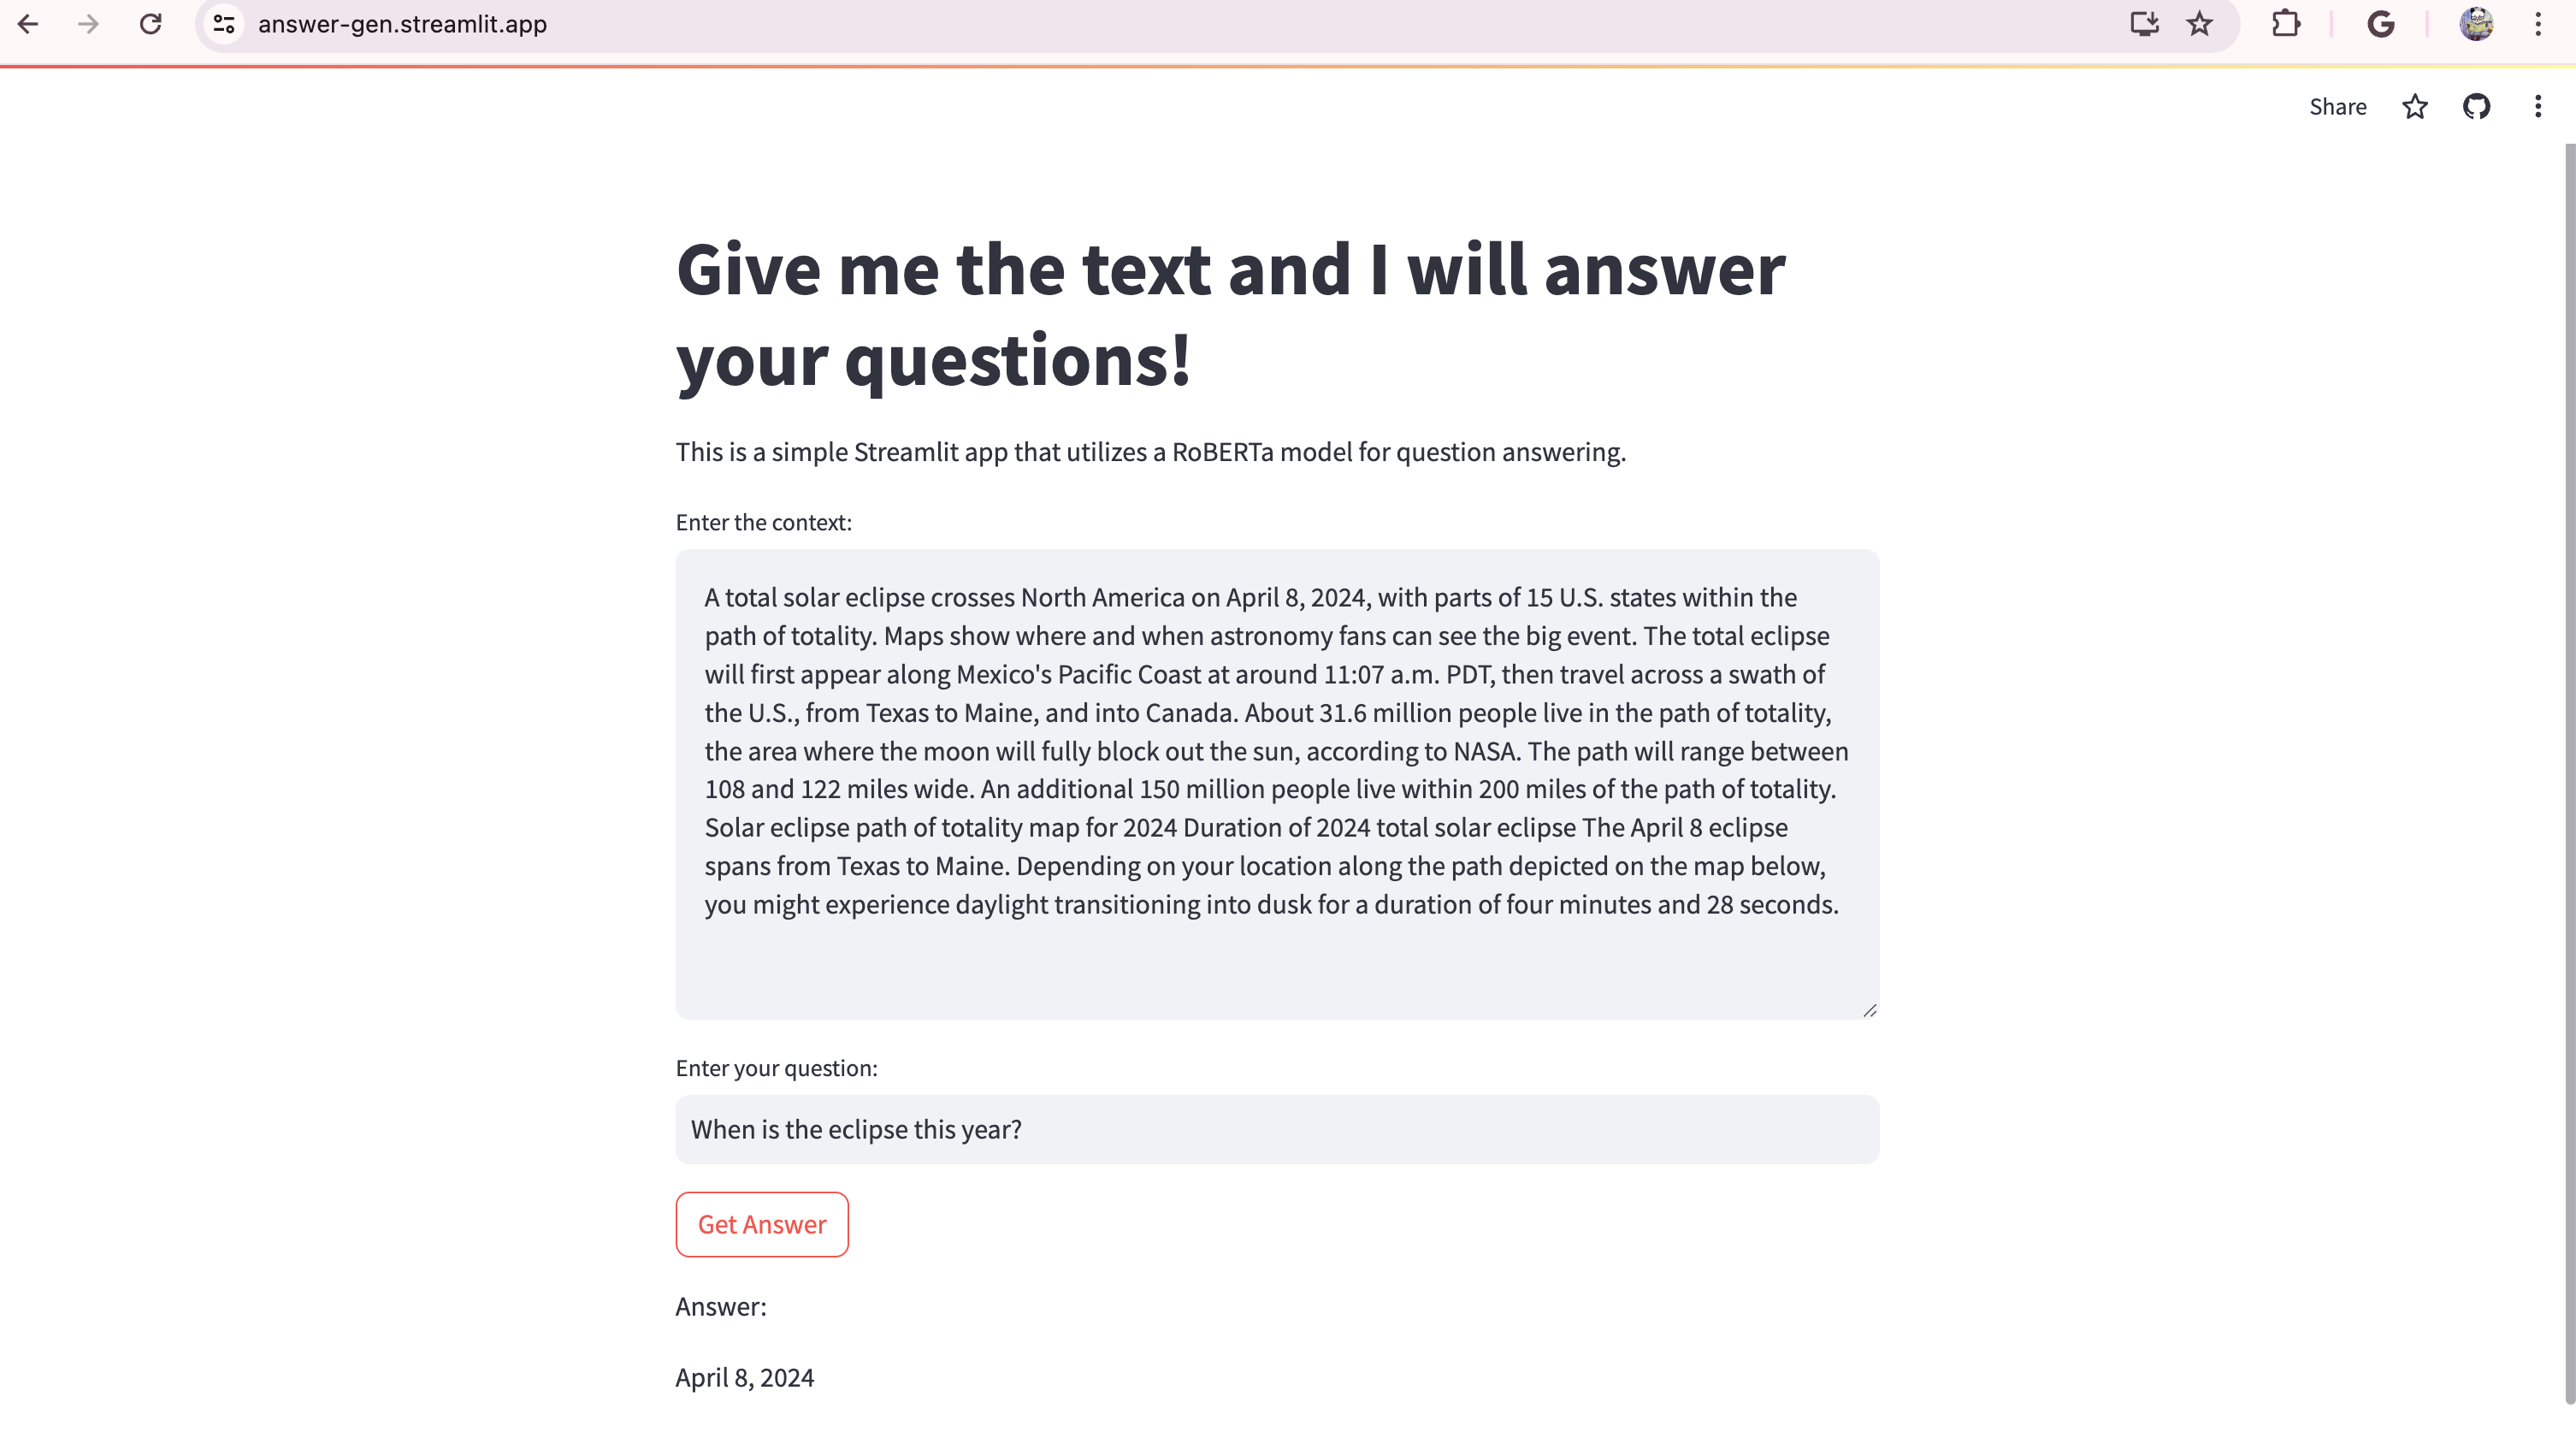 answer-gen.streamlit.app
Share
Give me the text and I will answer
your questions!
This is a simple Streamlit app that utilizes a RoBERTa model for question answering.
Enter the context:
A total solar eclipse crosses North America on April 8, 2024, with parts of 15 U.S. states within the
path of totality. Maps show where and when astronomy fans can see the big event. The total eclipse
will first appear along Mexico's Pacific Coast at around 11:07 a.m. PDT, then travel across a swath of
the U.S., from Texas to Maine, and into Canada. About 31.6 million people live in the path of totality,
the area where the moon will fully block out the sun, according to NASA. The path will range between
108 and 122 miles wide. An additional 150 million people live within 200 miles of the path of totality.
Solar eclipse path of totality map for 2024 Duration of 2024 total solar eclipse The April 8 eclipse
spans from Texas to Maine. Depending on your location along the path depicted on the map below,
you might experience daylight transitioning into dusk for a duration of four minutes and 28 seconds.
Enter your question:
When is the eclipse this year?
Get Answer
Answer:
April 8, 2024